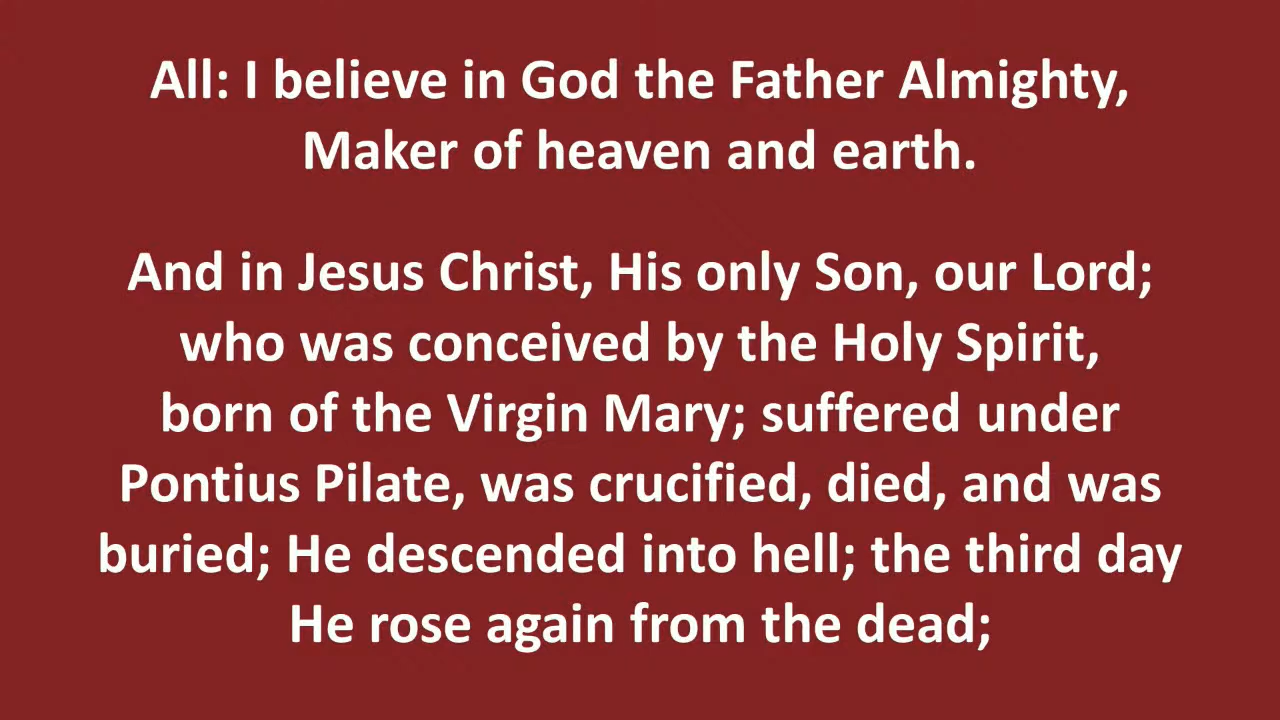 All: I believe in God the Father Almighty,
Maker of heaven and earth.
And in Jesus Christ, His only Son, our Lord;
who was conceived by the Holy Spirit,
born of the Virgin Mary; suffered under
Pontius Pilate, was crucified, died, and was
buried; He descended into hell; the third day
He rose again from the dead;